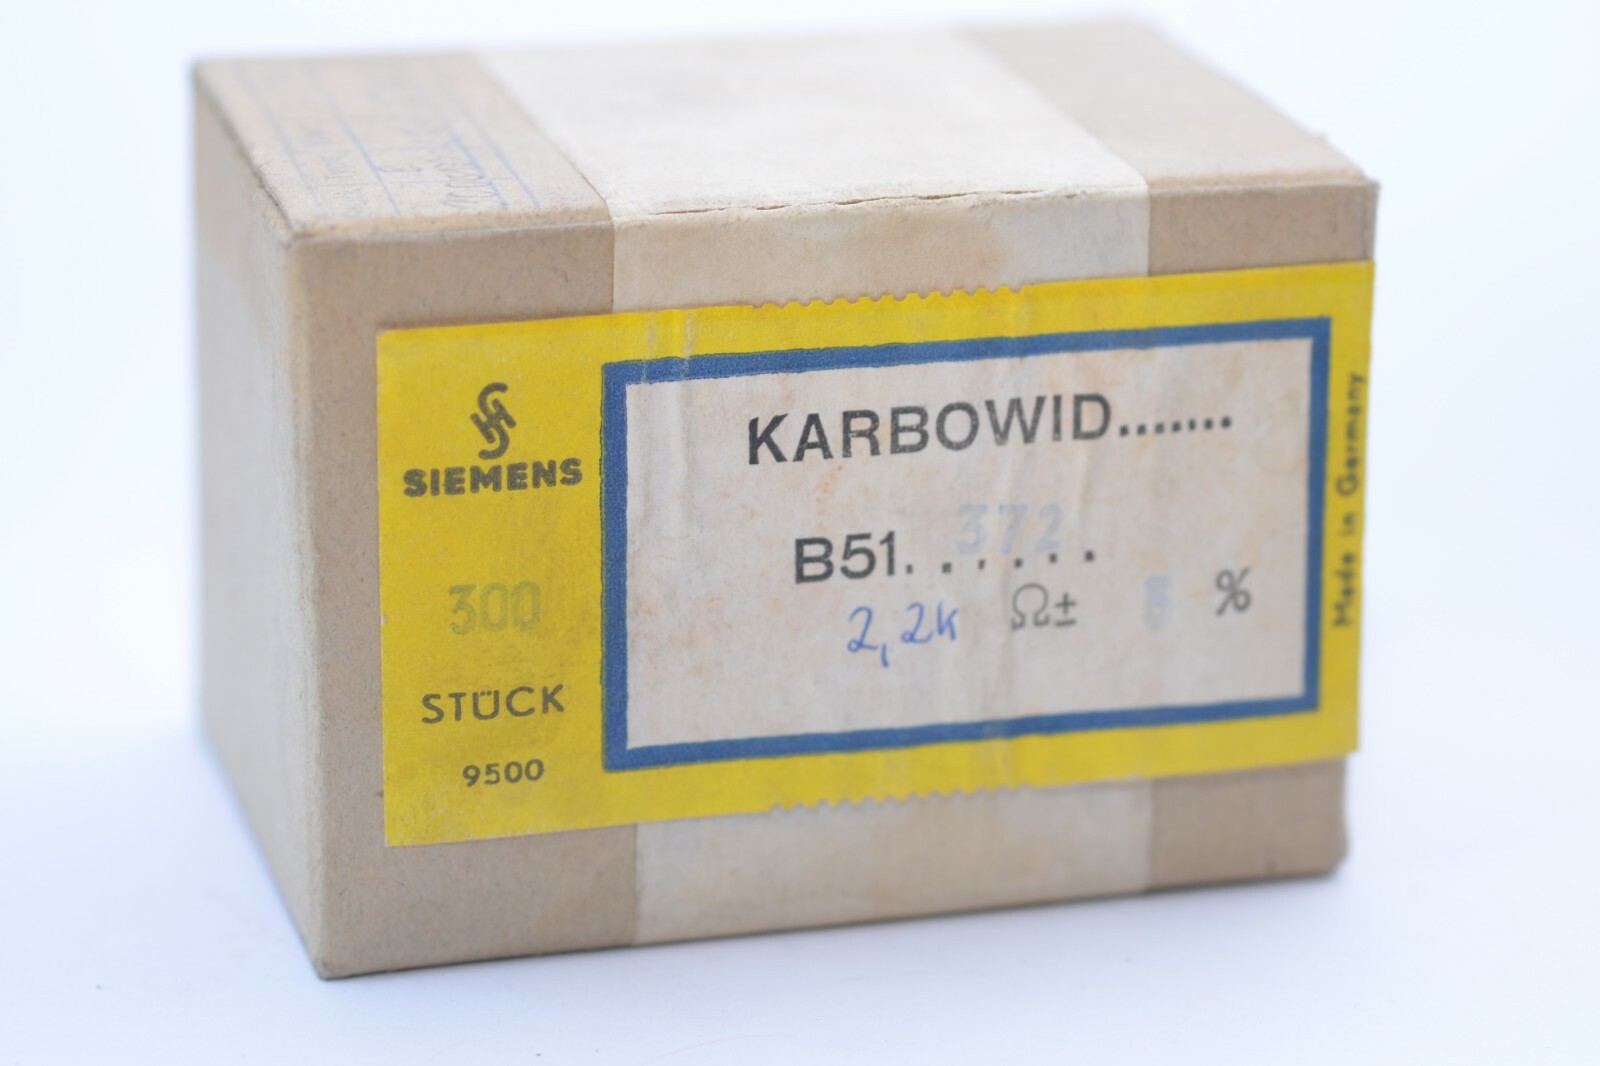 SIEMENS
300
STÜCK
9500
KARBOWID.......
B51. 372
2,2k Ω± 5 %
Made in Germany